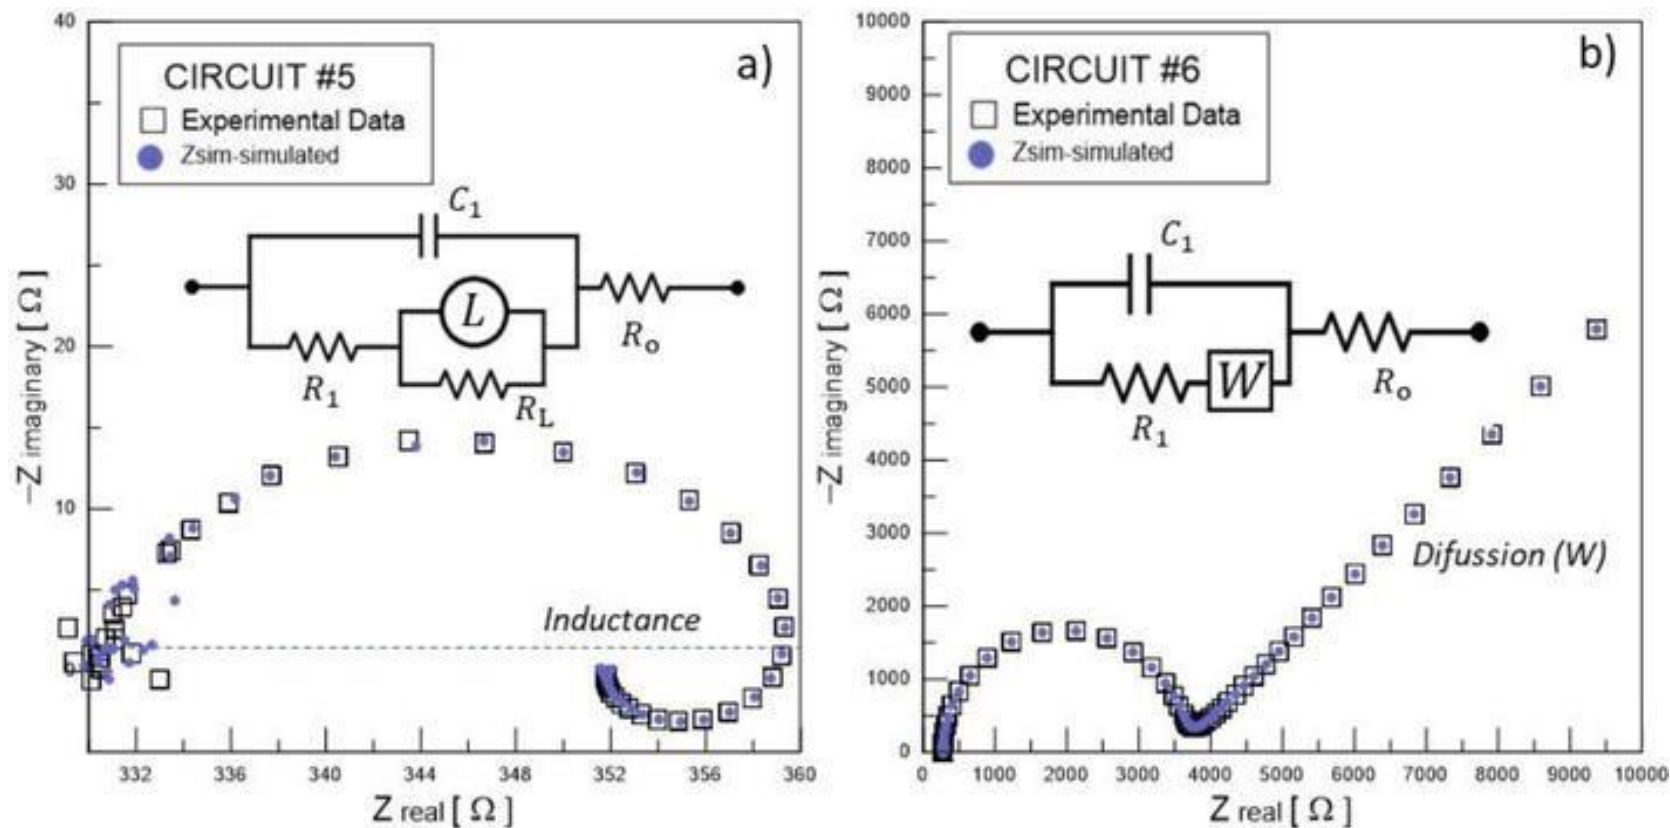 a)
CIRCUIT #5
Experimental Data
Zsim-simulated
40
30
20
10
0
−Z imaginary [ Ω ]
C₁
L
R₁
R_L
R_o
Inductance
332 336 340 344 348 352 356 360
Z real [ Ω ]
b)
CIRCUIT #6
Experimental Data
Zsim-simulated
10000
9000
8000
7000
6000
5000
4000
3000
2000
1000
0
−Z imaginary [ Ω ]
C₁
W
R₁
R_o
Difussion (W)
0 1000 2000 3000 4000 5000 6000 7000 8000 9000 10000
Z real [ Ω ]